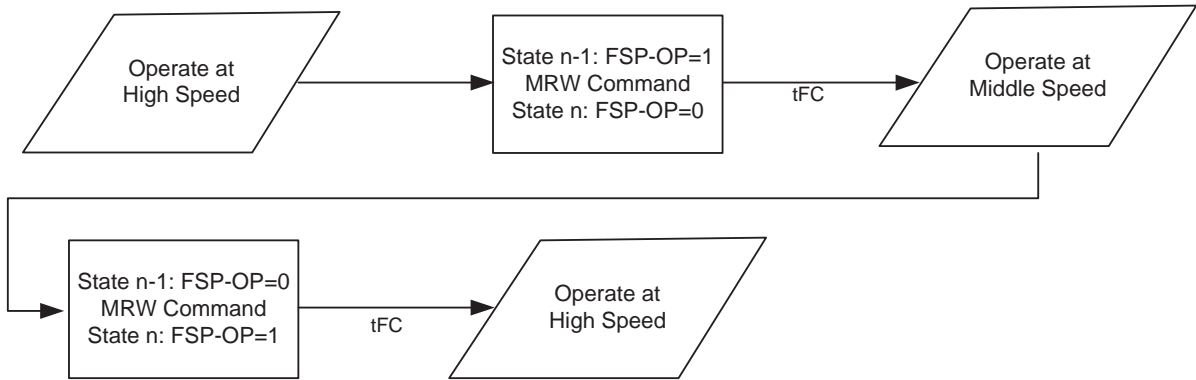 Operate at
High Speed
State n-1: FSP-OP=1
MRW Command
State n: FSP-OP=0
tFC
Operate at
Middle Speed
State n-1: FSP-OP=0
MRW Command
State n: FSP-OP=1
tFC
Operate at
High Speed